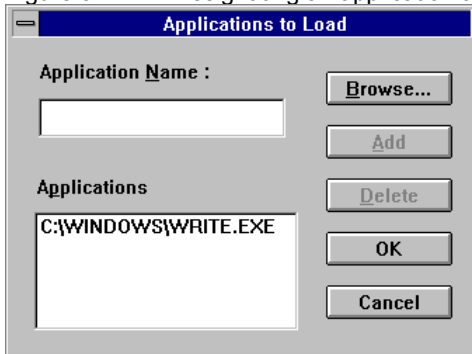 Applications to Load
Application Name :
Browse...
Add
Applications
Delete
C:\WINDOWS\WRITE.EXE
OK
Cancel